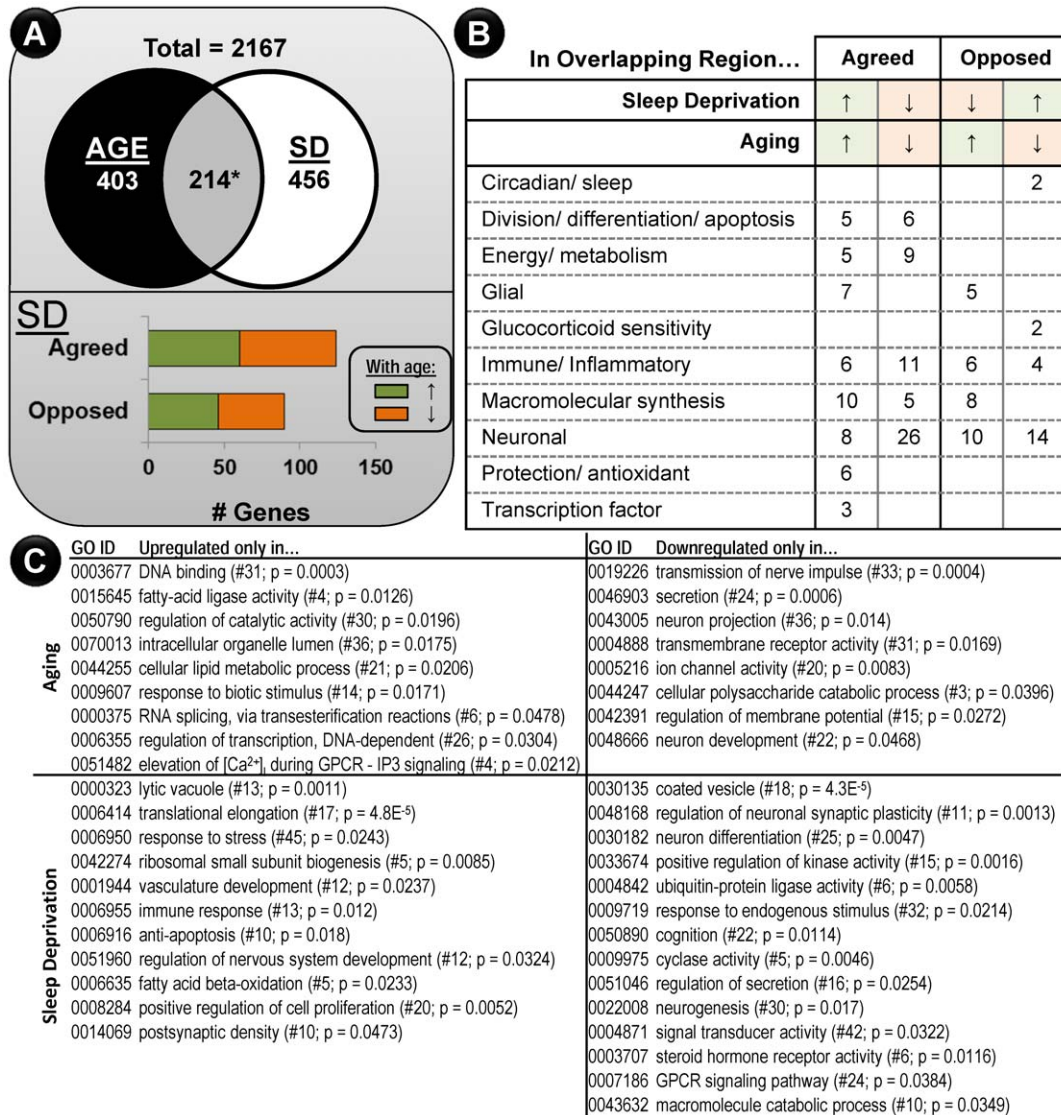 A
Total = 2167
AGE
403
214*
SD
456
SD
Agreed
Opposed
With age:
↑
↓
0 50 100 150
# Genes
B
In Overlapping Region… Agreed Opposed
Sleep Deprivation ↑ ↓ ↓ ↑
Aging ↑ ↓ ↑ ↓
Circadian/ sleep 2
Division/ differentiation/ apoptosis 5 6
Energy/ metabolism 5 9
Glial 7 5
Glucocorticoid sensitivity 2
Immune/ Inflammatory 6 11 6 4
Macromolecular synthesis 10 5 8
Neuronal 8 26 10 14
Protection/ antioxidant 6
Transcription factor 3
C
GO ID Upregulated only in…
Aging
0003677 DNA binding (#31; p = 0.0003)
0015645 fatty-acid ligase activity (#4; p = 0.0126)
0050790 regulation of catalytic activity (#30; p = 0.0196)
0070013 intracellular organelle lumen (#36; p = 0.0175)
0044255 cellular lipid metabolic process (#21; p = 0.0206)
0009607 response to biotic stimulus (#14; p = 0.0171)
0000375 RNA splicing, via transesterification reactions (#6; p = 0.0478)
0006355 regulation of transcription, DNA-dependent (#26; p = 0.0304)
0051482 elevation of [Ca²⁺]ᵢ during GPCR - IP3 signaling (#4; p = 0.0212)
GO ID Downregulated only in…
0019226 transmission of nerve impulse (#33; p = 0.0004)
0046903 secretion (#24; p = 0.0006)
0043005 neuron projection (#36; p = 0.014)
0004888 transmembrane receptor activity (#31; p = 0.0169)
0005216 ion channel activity (#20; p = 0.0083)
0044247 cellular polysaccharide catabolic process (#3; p = 0.0396)
0042391 regulation of membrane potential (#15; p = 0.0272)
0048666 neuron development (#22; p = 0.0468)
Sleep Deprivation
0000323 lytic vacuole (#13; p = 0.0011)
0006414 translational elongation (#17; p = 4.8E⁻⁵)
0006950 response to stress (#45; p = 0.0243)
0042274 ribosomal small subunit biogenesis (#5; p = 0.0085)
0001944 vasculature development (#12; p = 0.0237)
0006955 immune response (#13; p = 0.012)
0006916 anti-apoptosis (#10; p = 0.018)
0051960 regulation of nervous system development (#12; p = 0.0324)
0006635 fatty acid beta-oxidation (#5; p = 0.0233)
0008284 positive regulation of cell proliferation (#20; p = 0.0052)
0014069 postsynaptic density (#10; p = 0.0473)
0030135 coated vesicle (#18; p = 4.3E⁻⁵)
0048168 regulation of neuronal synaptic plasticity (#11; p = 0.0013)
0030182 neuron differentiation (#25; p = 0.0047)
0033674 positive regulation of kinase activity (#15; p = 0.0016)
0004842 ubiquitin-protein ligase activity (#6; p = 0.0058)
0009719 response to endogenous stimulus (#32; p = 0.0214)
0050890 cognition (#22; p = 0.0114)
0009975 cyclase activity (#5; p = 0.0046)
0051046 regulation of secretion (#16; p = 0.0254)
0022008 neurogenesis (#30; p = 0.017)
0004871 signal transducer activity (#42; p = 0.0322)
0003707 steroid hormone receptor activity (#6; p = 0.0116)
0007186 GPCR signaling pathway (#24; p = 0.0384)
0043632 macromolecule catabolic process (#10; p = 0.0349)